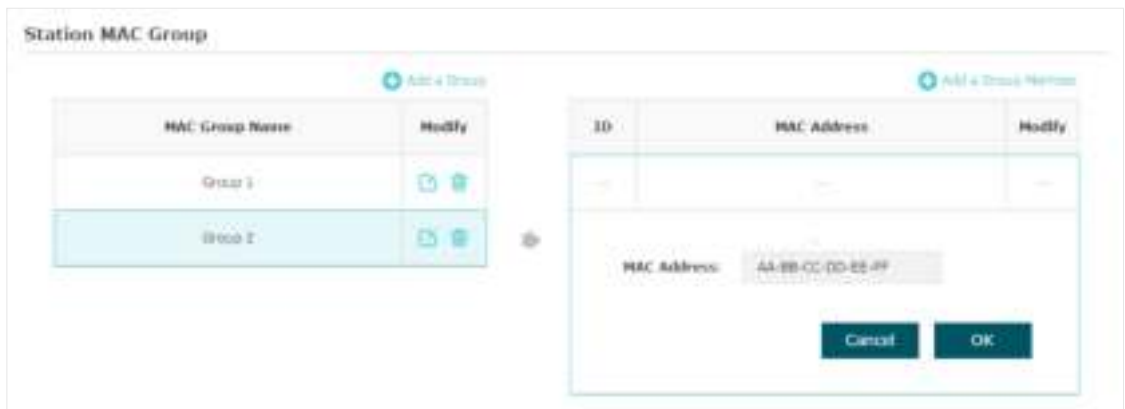 Station MAC Group
Add a Group
Add a Group Member
MAC Group Name Modify
ID MAC Address Modify
Group 1
--- --- ---
Group 2
MAC Address: AA-BB-CC-DD-EE-FF
Cancel OK